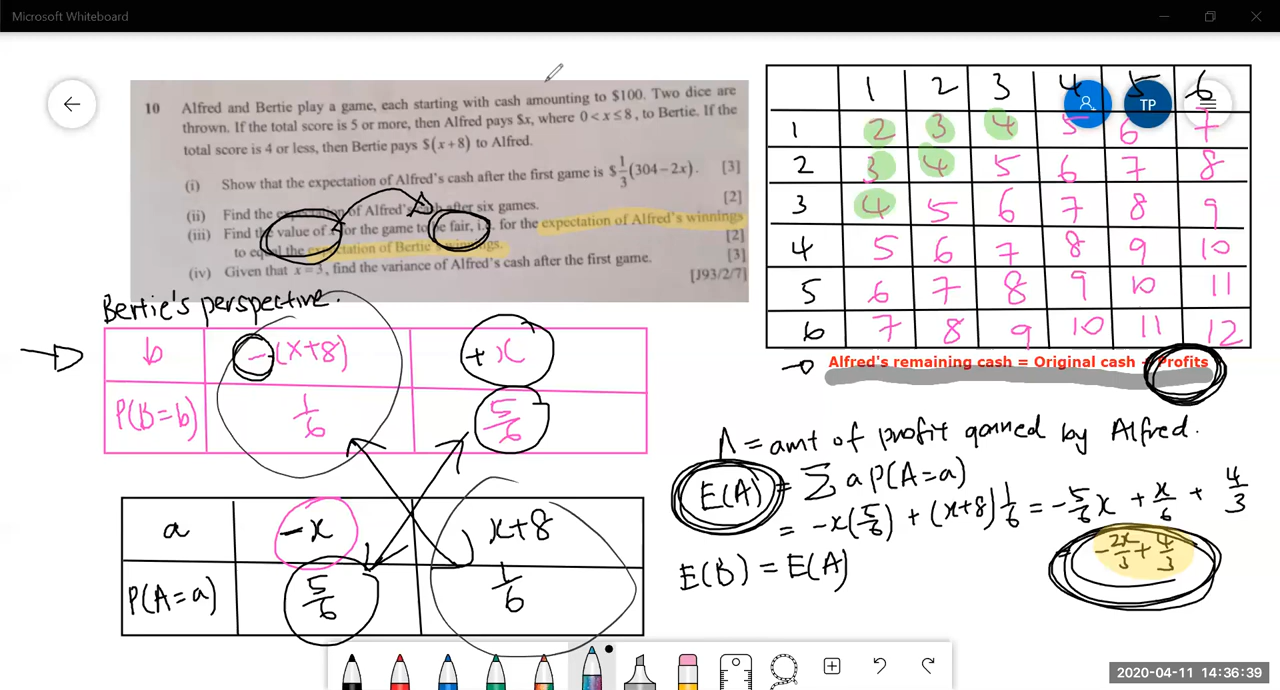 Microsoft Whiteboard
10 Alfred and Bertie play a game, each starting with cash amounting to $100. Two dice are
thrown. If the total score is 5 or more, then Alfred pays $x, where 0 < x ≤ 8, to Bertie. If the
total score is 4 or less, then Bertie pays $(x+8) to Alfred.
(i) Show that the expectation of Alfred's cash after the first game is $1/3(304 – 2x). [3]
(ii) Find the expectation of Alfred's cash after six games. [2]
(iii) Find the value of x for the game to be fair, i.e. for the expectation of Alfred's winnings
to equal the expectation of Bertie's winnings. [2]
(iv) Given that x = 3, find the variance of Alfred's cash after the first game. [3]
[J93/2/7]
Bertie's perspective.
b -(x+8) +x
P(B=b) 1/6 5/6
a -x x+8
P(A=a) 5/6 1/6
1 2 3 4 5 6
TP
1 2 3 4 5 6 7
2 3 4 5 6 7 8
3 4 5 6 7 8 9
4 5 6 7 8 9 10
5 6 7 8 9 10 11
6 7 8 9 10 11 12
Alfred's remaining cash = Original cash + Profits
A = amt of profit gained by Alfred.
E(A) = Σ a P(A=a)
= -x(5/6) + (x+8) 1/6 = -5/6 x + x/6 + 4/3
-2x/3 + 4/3
E(B) = E(A)
2020-04-11 14:36:39